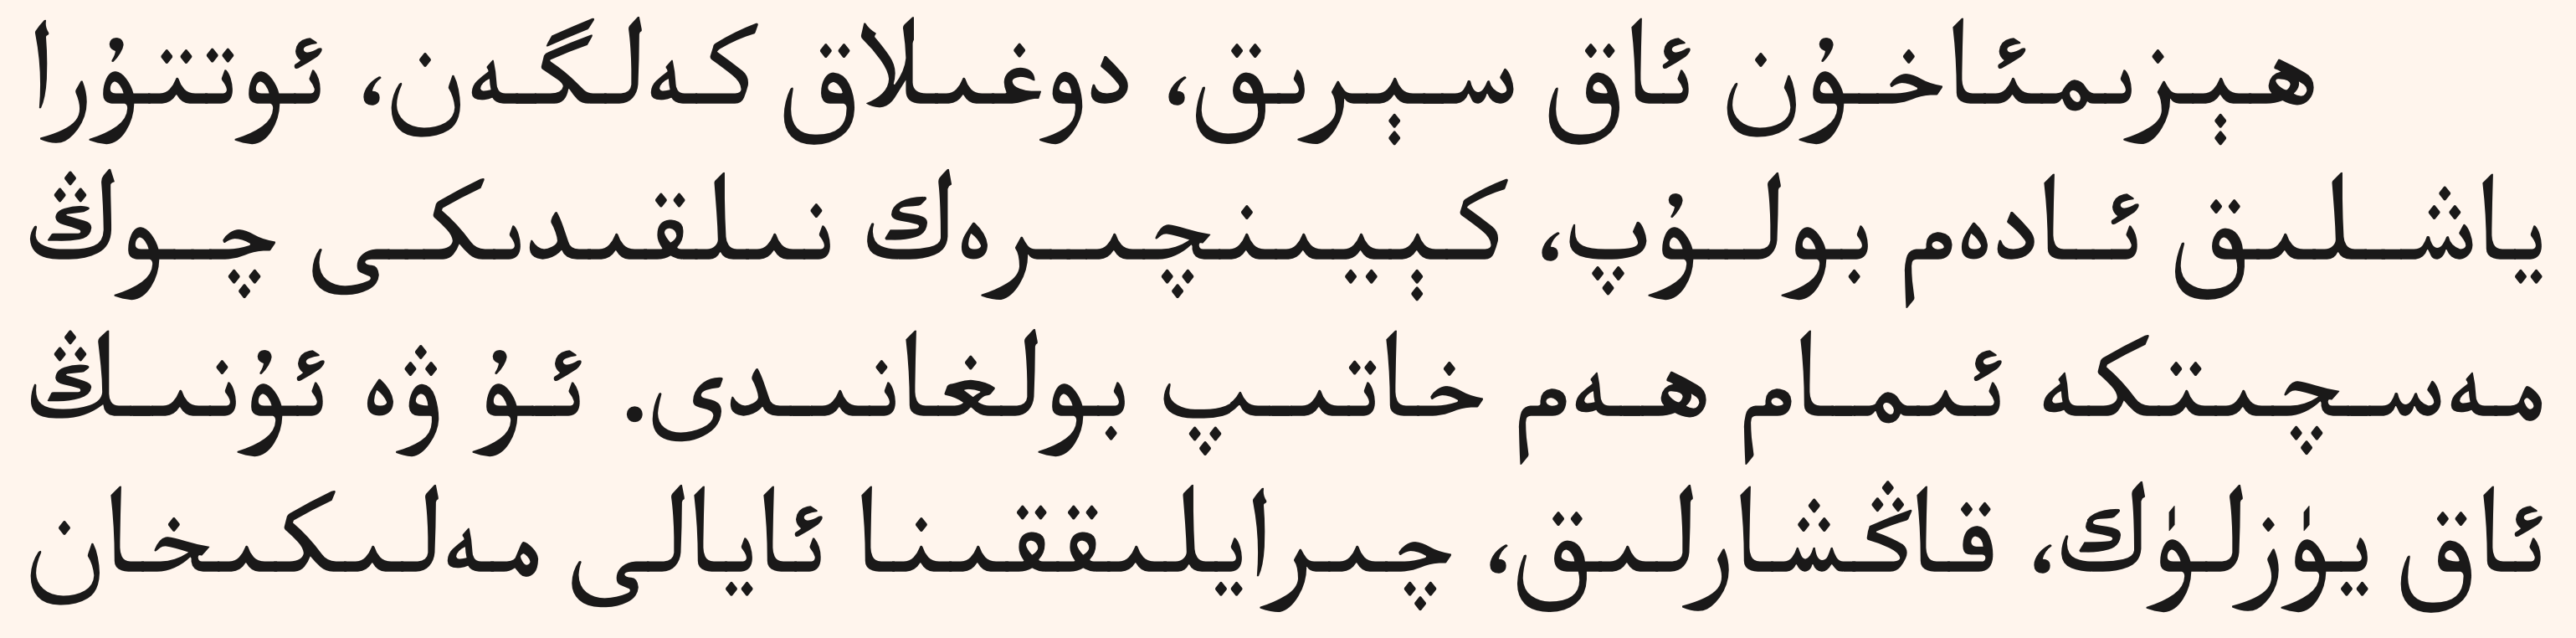 ھېزىمئاخۇن ئاق سېرىق، دوغىلاق كەلگەن، ئوتتۇرا
ياشلىق ئادەم بولۇپ، كېيىنچىرەك نىلقىدىكى چوڭ
مەسچىتكە ئىمام ھەم خاتىپ بولغانىدى. ئۇ ۋە ئۇنىڭ
ئاق يۈزلۈك، قاڭشارلىق، چىرايلىققىنا ئايالى مەلىكىخان